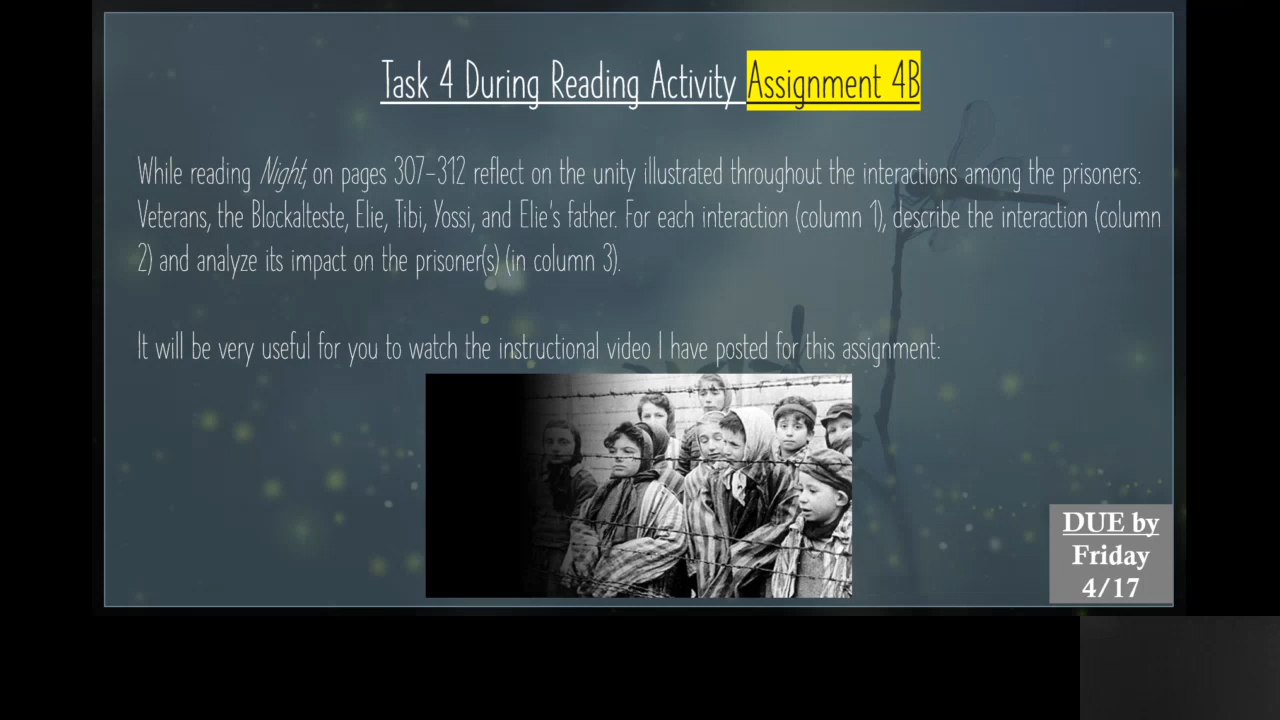 Task 4 During Reading Activity Assignment 4B
While reading Night, on pages 307-312 reflect on the unity illustrated throughout the interactions among the prisoners:
Veterans, the Blockalteste, Elie, Tibi, Yossi, and Elie's father. For each interaction (column 1), describe the interaction (column
2) and analyze its impact on the prisoner(s) (in column 3).
It will be very useful for you to watch the instructional video I have posted for this assignment:
DUE by
Friday
4/17